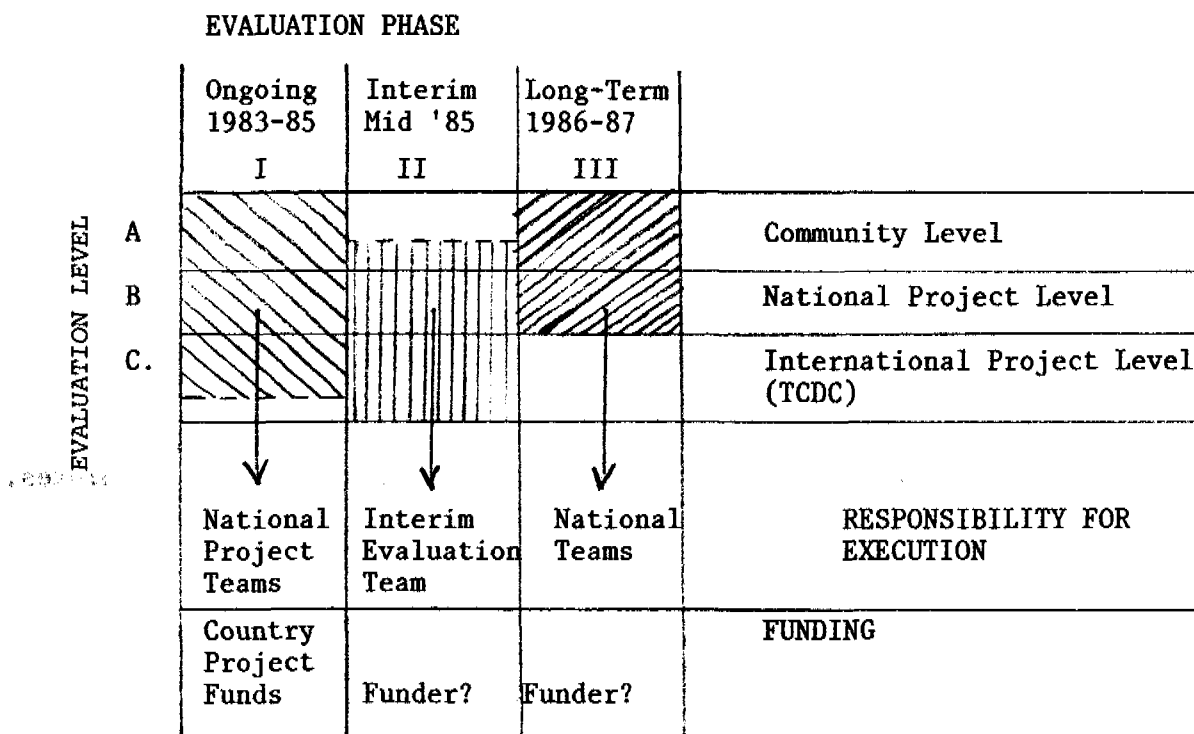 EVALUATION PHASE
Ongoing 1983-85 I
Interim Mid '85 II
Long-Term 1986-87 III
EVALUATION LEVEL
A Community Level
B National Project Level
C. International Project Level (TCDC)
National Project Teams
Interim Evaluation Team
National Teams
RESPONSIBILITY FOR EXECUTION
Country Project Funds
Funder?
Funder?
FUNDING